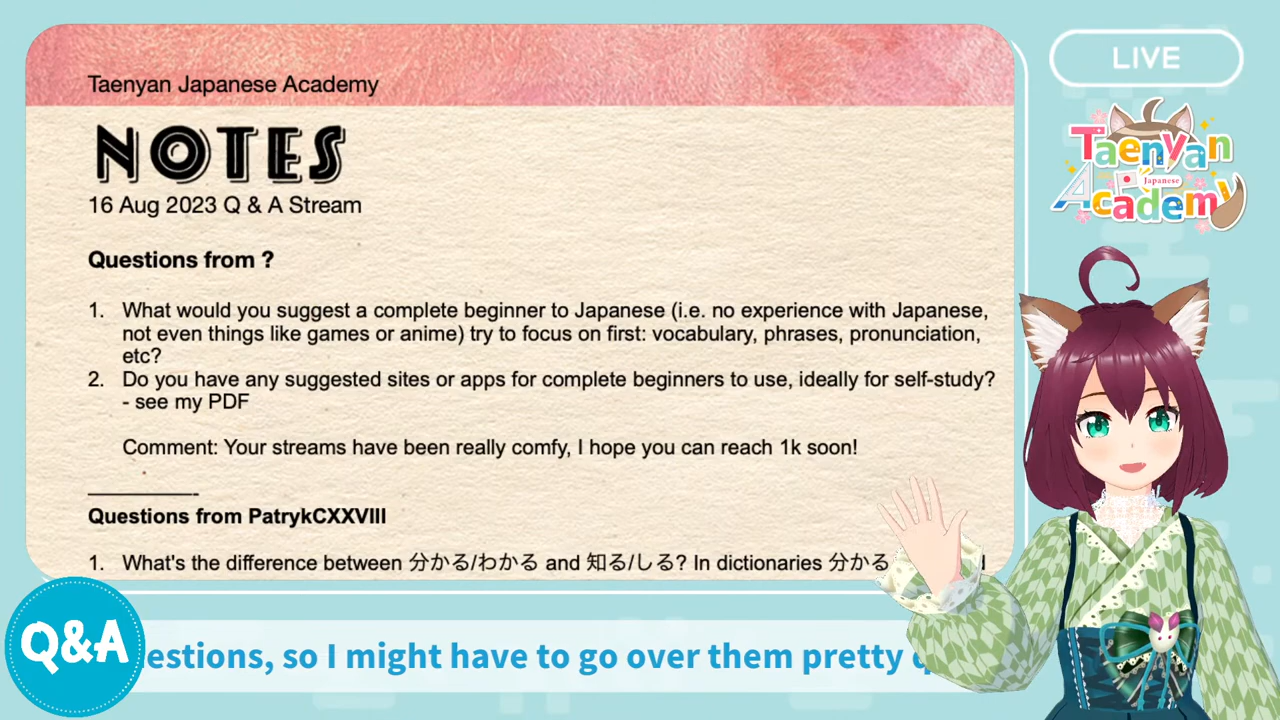 Taenyan Japanese Academy
NOTES
16 Aug 2023 Q & A Stream
Questions from ?
1. What would you suggest a complete beginner to Japanese (i.e. no experience with Japanese,
not even things like games or anime) try to focus on first: vocabulary, phrases, pronunciation,
etc?
2. Do you have any suggested sites or apps for complete beginners to use, ideally for self-study?
- see my PDF
Comment: Your streams have been really comfy, I hope you can reach 1k soon!
Questions from PatrykCXXVIII
1. What's the difference between 分かる/わかる and 知る/しる? In dictionaries 分かる
LIVE
Taenyan
Japanese
Academy
Q&A
estions, so I might have to go over them pretty